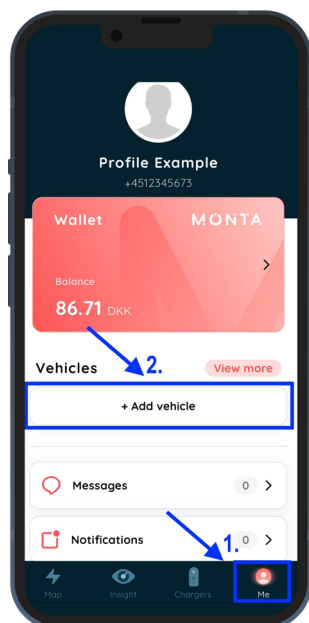 Profile Example
+4512345673
Wallet MONTA
Balance
86.71 DKK
2.
Vehicles View more
+ Add vehicle
Messages 0
1.
Notifications 0
Map Insight Chargers Me